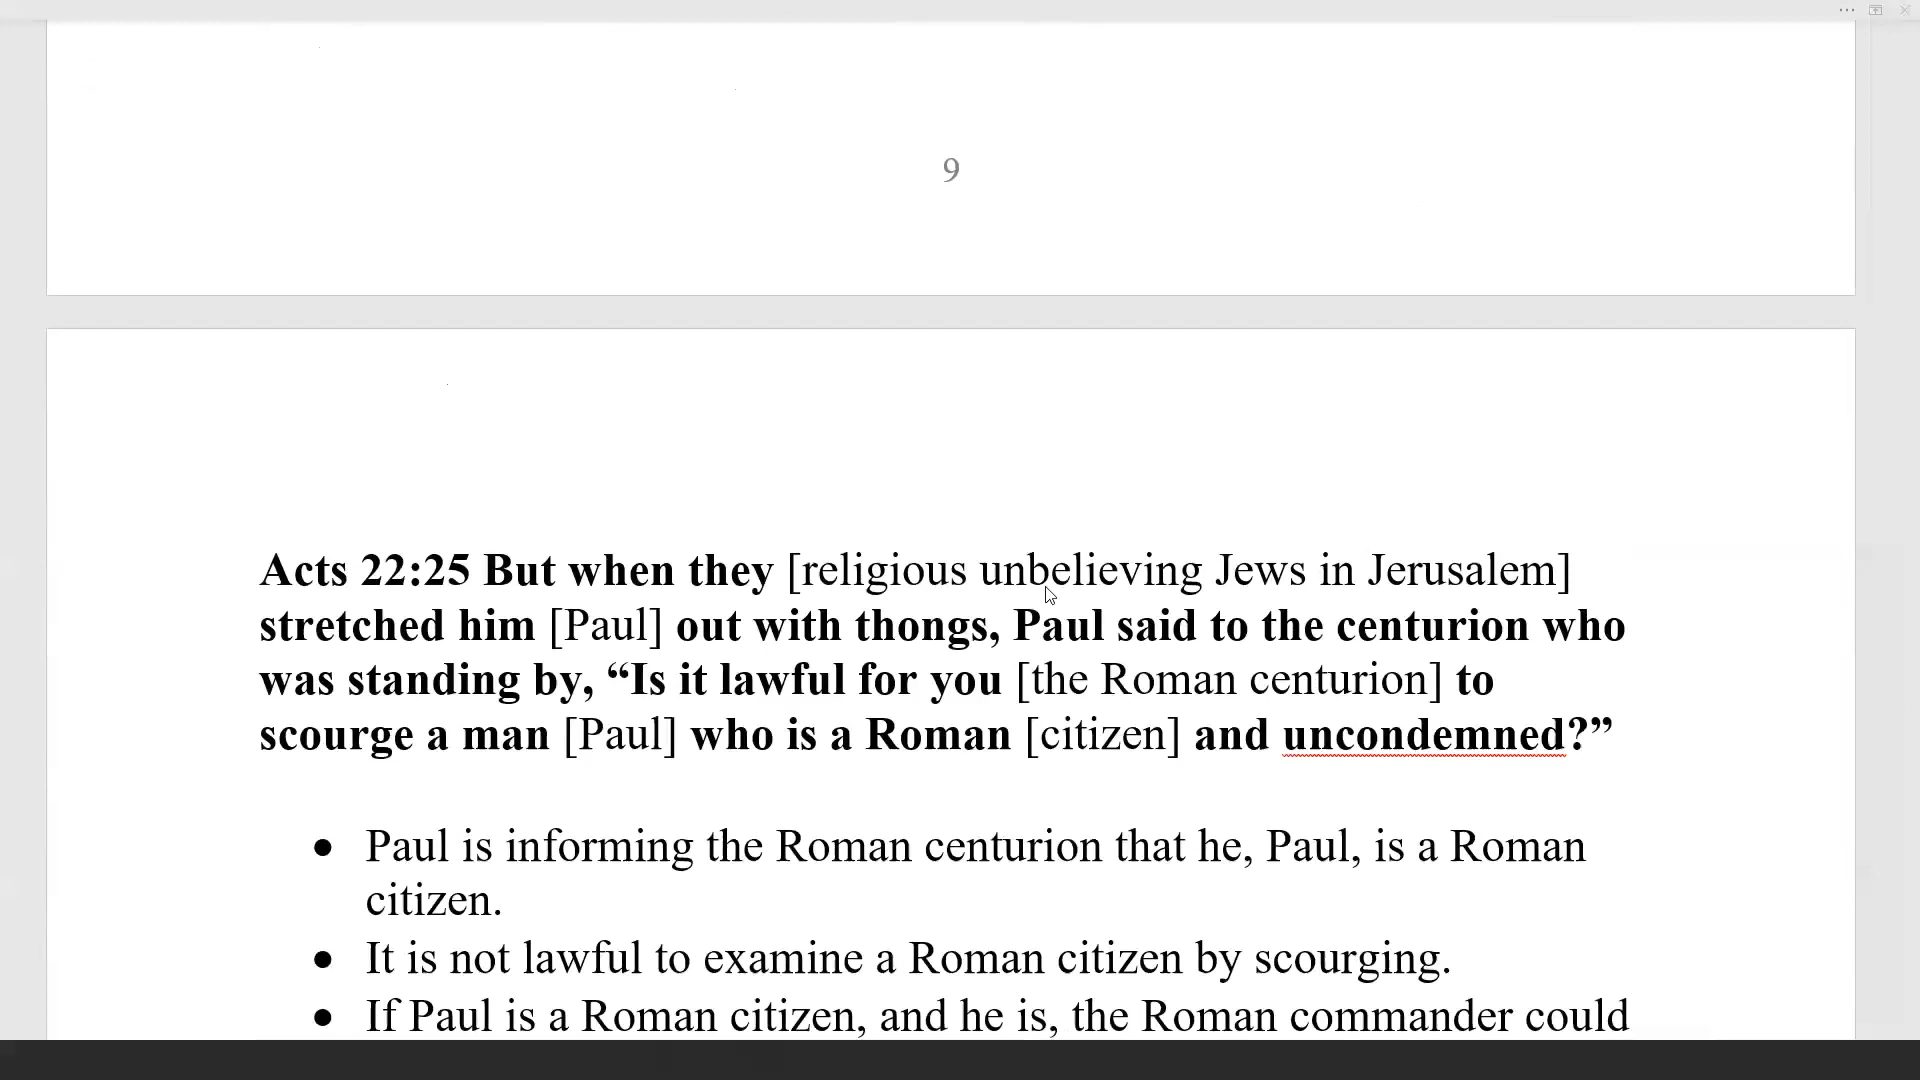 9
Acts 22:25 But when they [religious unbelieving Jews in Jerusalem]
stretched him [Paul] out with thongs, Paul said to the centurion who
was standing by, “Is it lawful for you [the Roman centurion] to
scourge a man [Paul] who is a Roman [citizen] and uncondemned?”
● Paul is informing the Roman centurion that he, Paul, is a Roman
citizen.
● It is not lawful to examine a Roman citizen by scourging.
● If Paul is a Roman citizen, and he is, the Roman commander could